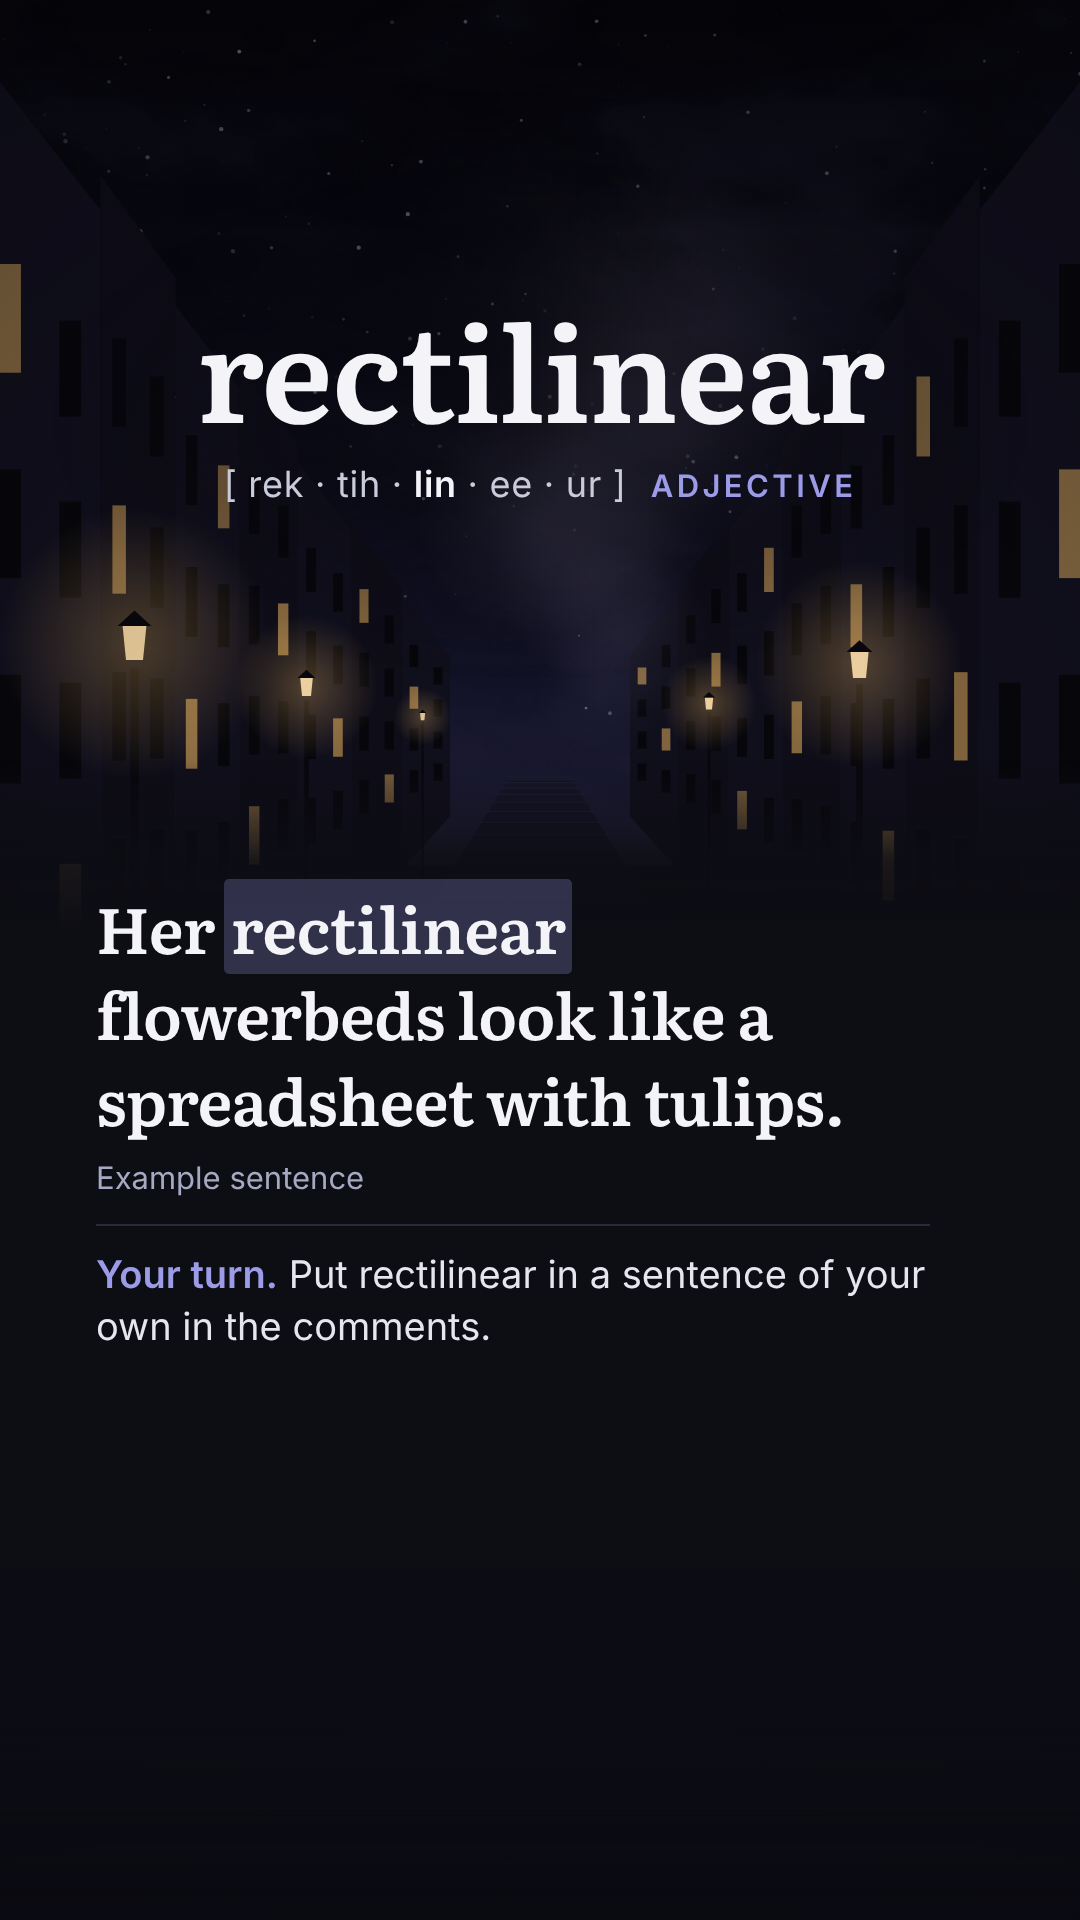 rectilinear
[ rek · tih · lin · ee · ur ] ADJECTIVE
Her rectilinear
flowerbeds look like a
spreadsheet with tulips.
Example sentence
Your turn. Put rectilinear in a sentence of your
own in the comments.